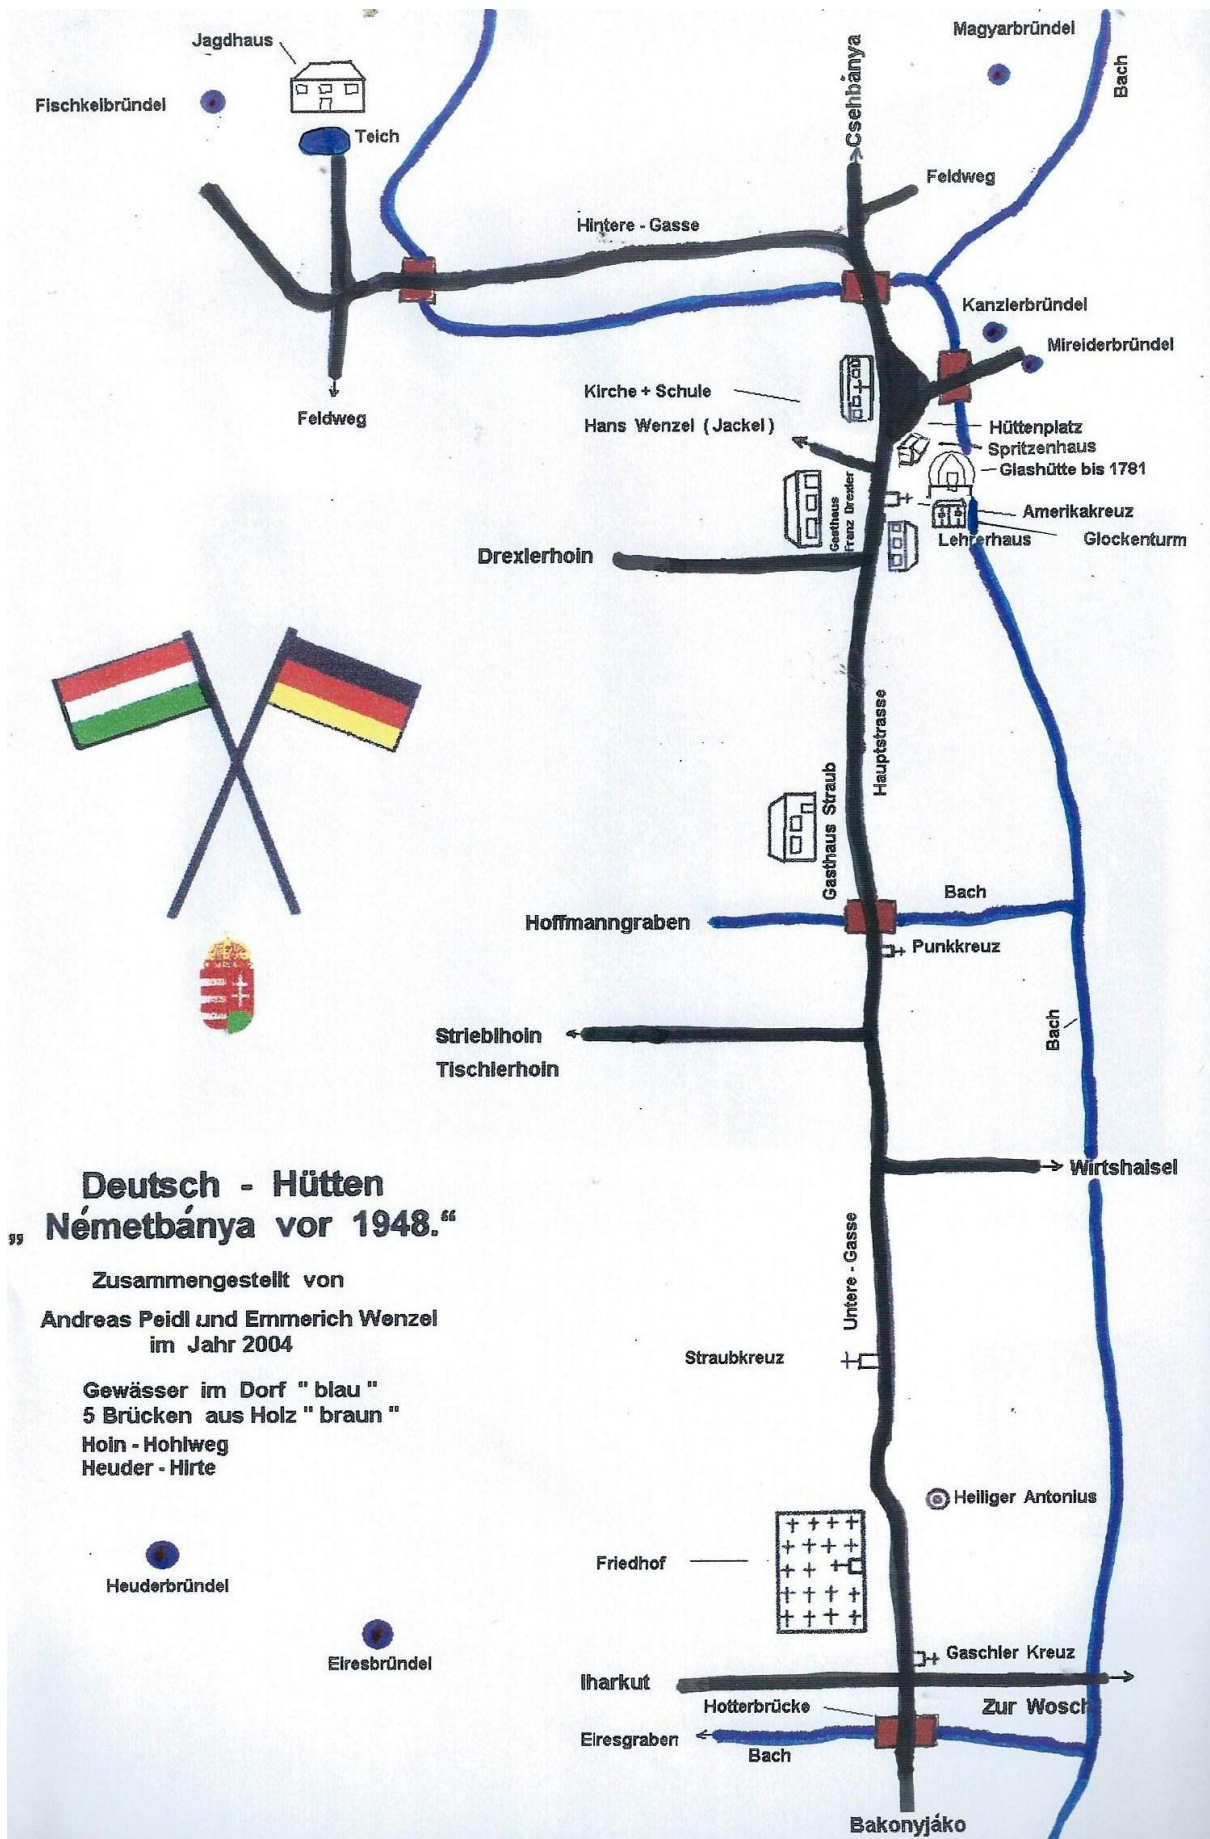 Jagdhaus
Magyarbründel
Fischkelbründel
Csehbánya
Bach
Teich
Feldweg
Hintere - Gasse
Kanzlerbründel
Mireiderbründel
Kirche + Schule
Feldweg
Hans Wenzel ( Jackel )
Hüttenplatz
Spritzenhaus
Glashütte bis 1781
Gasthaus
Franz Drexler
Amerikakreuz
Lehrerhaus
Glockenturm
Drexlerhoin
Hauptstrasse
Gasthaus Straub
Bach
Hoffmanngraben
Punkkreuz
Bach
Strieblhoin
Tischlerhoin
Wirtshaisel
Deutsch - Hütten
„ Németbánya vor 1948.“
Zusammengestellt von
Andreas Peidl und Emmerich Wenzel
im Jahr 2004
Gewässer im Dorf " blau "
5 Brücken aus Holz " braun "
Hoin - Hohlweg
Heuder - Hirte
Untere - Gasse
Straubkreuz
Heiliger Antonius
Friedhof
Heuderbründel
Eiresbründel
Gaschler Kreuz
Iharkut
Hotterbrücke
Zur Wosch
Eiresgraben
Bach
Bakonyjáko